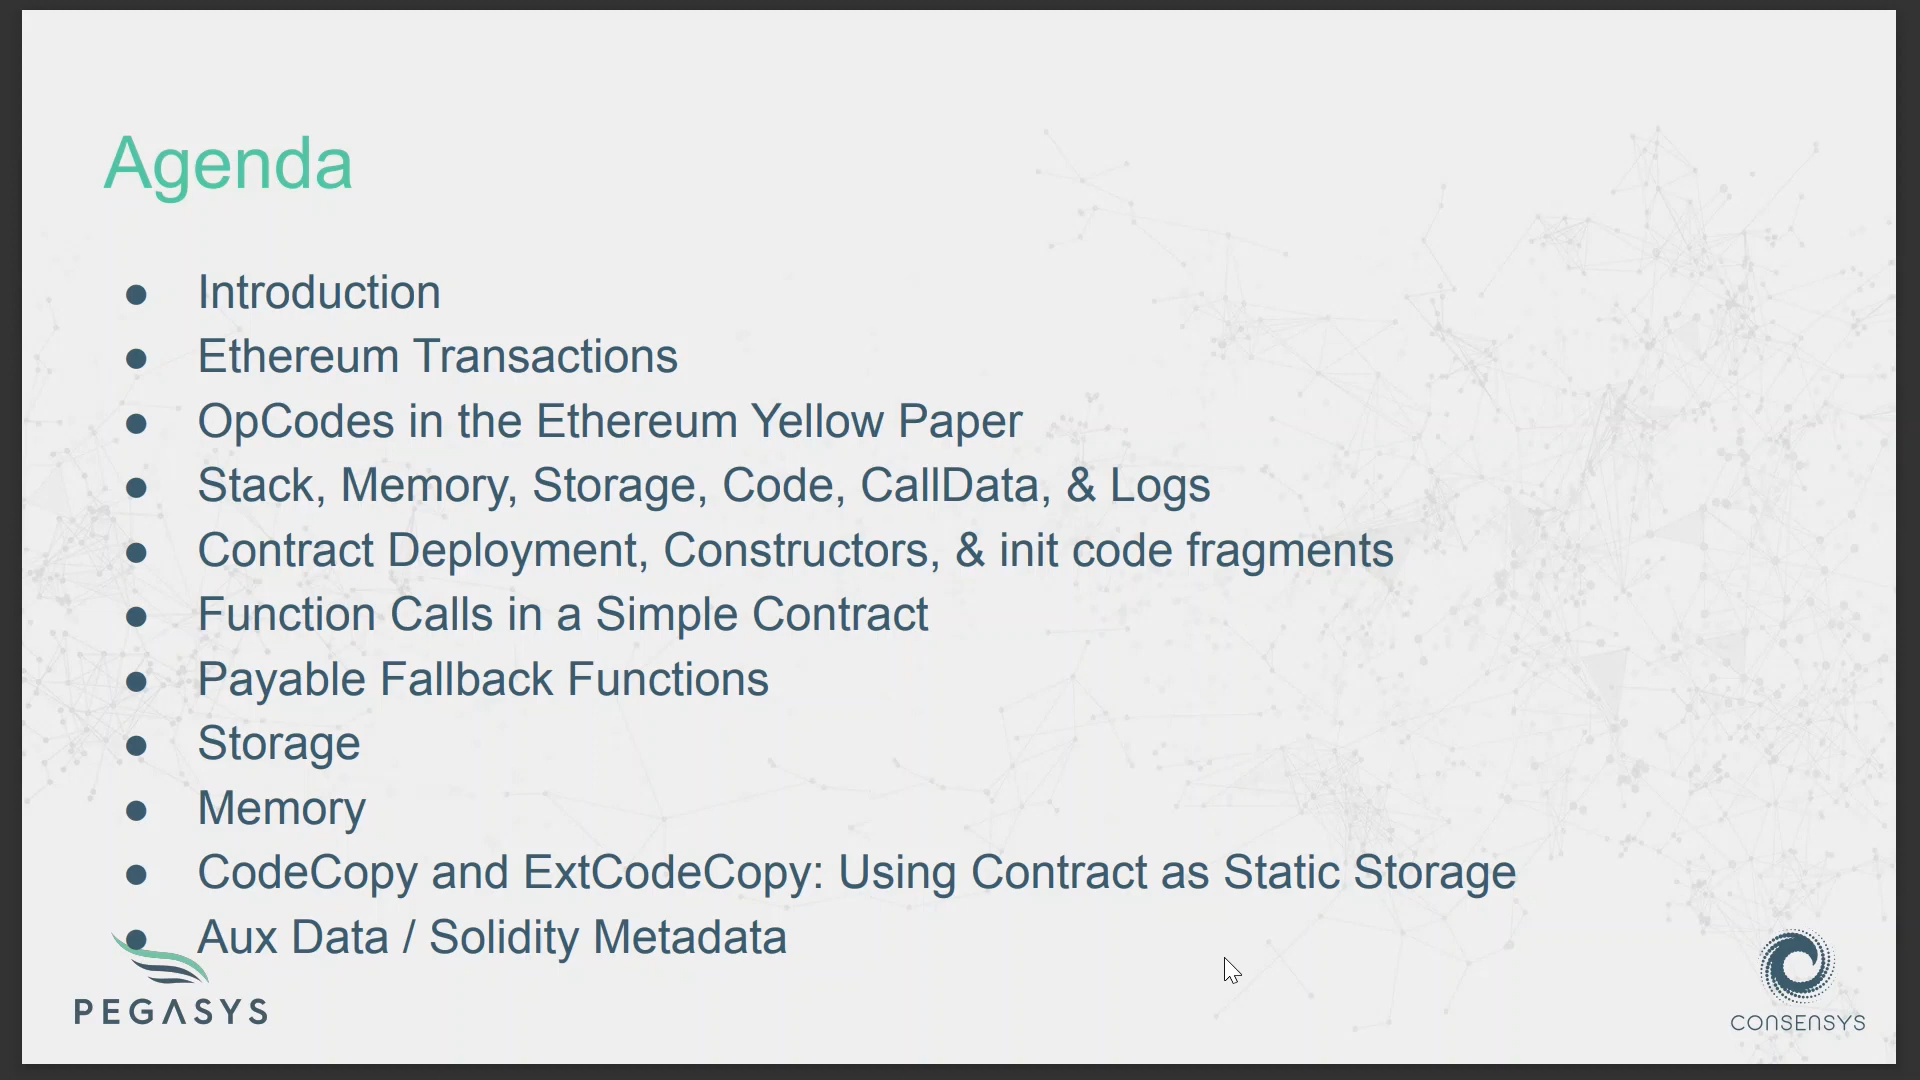 Agenda
● Introduction
● Ethereum Transactions
● OpCodes in the Ethereum Yellow Paper
● Stack, Memory, Storage, Code, CallData, & Logs
● Contract Deployment, Constructors, & init code fragments
● Function Calls in a Simple Contract
● Payable Fallback Functions
● Storage
● Memory
● CodeCopy and ExtCodeCopy: Using Contract as Static Storage
● Aux Data / Solidity Metadata
PEGASYS
CONSENSYS